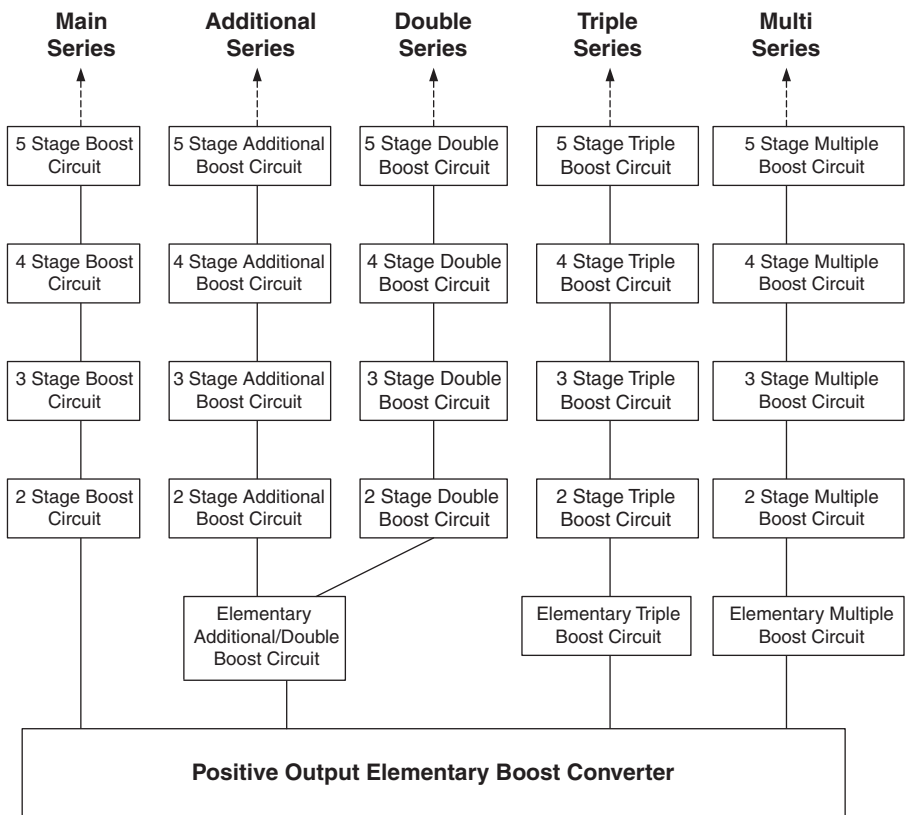 Main
Series
Additional
Series
Double
Series
Triple
Series
Multi
Series
5 Stage Boost
Circuit
5 Stage Additional
Boost Circuit
5 Stage Double
Boost Circuit
5 Stage Triple
Boost Circuit
5 Stage Multiple
Boost Circuit
4 Stage Boost
Circuit
4 Stage Additional
Boost Circuit
4 Stage Double
Boost Circuit
4 Stage Triple
Boost Circuit
4 Stage Multiple
Boost Circuit
3 Stage Boost
Circuit
3 Stage Additional
Boost Circuit
3 Stage Double
Boost Circuit
3 Stage Triple
Boost Circuit
3 Stage Multiple
Boost Circuit
2 Stage Boost
Circuit
2 Stage Additional
Boost Circuit
2 Stage Double
Boost Circuit
2 Stage Triple
Boost Circuit
2 Stage Multiple
Boost Circuit
Elementary
Additional/Double
Boost Circuit
Elementary Triple
Boost Circuit
Elementary Multiple
Boost Circuit
Positive Output Elementary Boost Converter